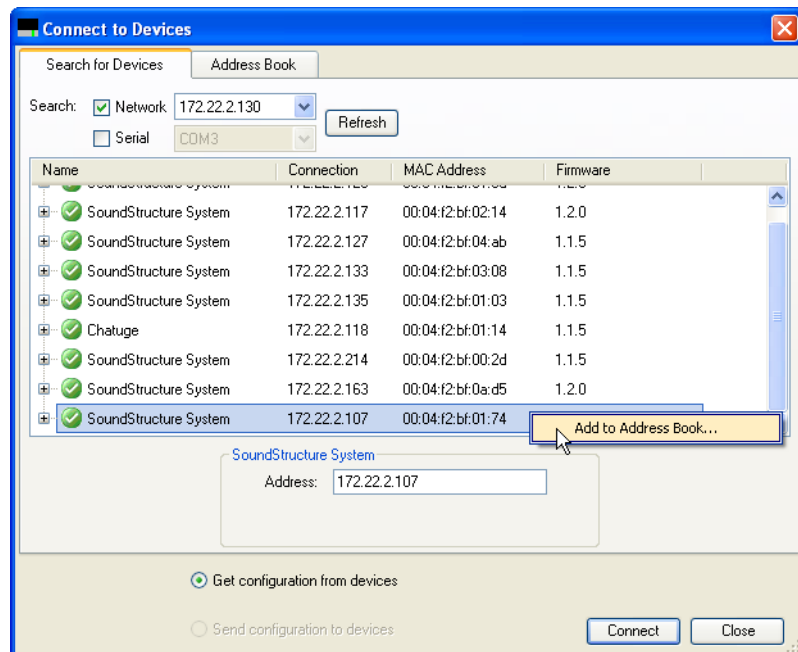 Connect to Devices
Search for Devices Address Book
Search: Network 172.22.2.130 Refresh
Serial COM3
Name Connection MAC Address Firmware
SoundStructure System 172.22.2.117 00:04:f2:bf:02:14 1.2.0
SoundStructure System 172.22.2.127 00:04:f2:bf:04:ab 1.1.5
SoundStructure System 172.22.2.133 00:04:f2:bf:03:08 1.1.5
SoundStructure System 172.22.2.135 00:04:f2:bf:01:03 1.1.5
Chatuge 172.22.2.118 00:04:f2:bf:01:14 1.1.5
SoundStructure System 172.22.2.214 00:04:f2:bf:00:2d 1.1.5
SoundStructure System 172.22.2.163 00:04:f2:bf:0a:d5 1.2.0
SoundStructure System 172.22.2.107 00:04:f2:bf:01:74
Add to Address Book...
SoundStructure System
Address: 172.22.2.107
Get configuration from devices
Send configuration to devices
Connect Close